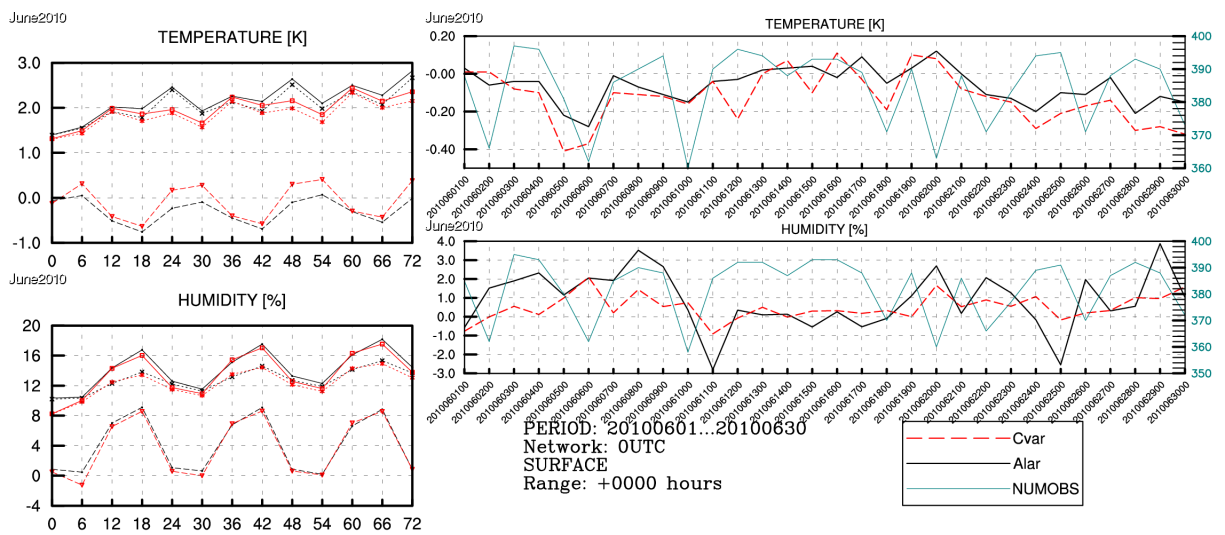 June2010
TEMPERATURE [K]
3.0
2.0
1.0
0.0
-1.0
0 6 12 18 24 30 36 42 48 54 60 66 72
June2010
HUMIDITY [%]
20
16
12
8
4
0
-4
0 6 12 18 24 30 36 42 48 54 60 66 72
June2010
TEMPERATURE [K]
0.20
-0.00
-0.20
-0.40
400
390
380
370
360
2010060100 2010060200 2010060300 2010060400 2010060500 2010060600 2010060700 2010060800 2010060900 2010061000 2010061100 2010061200 2010061300 2010061400 2010061500 2010061600 2010061700 2010061800 2010061900 2010062000 2010062100 2010062200 2010062300 2010062400 2010062500 2010062600 2010062700 2010062800 2010062900 2010063000
June2010
HUMIDITY [%]
4.0
3.0
2.0
1.0
0.0
-1.0
-2.0
-3.0
400
390
380
370
360
350
2010060100 2010060200 2010060300 2010060400 2010060500 2010060600 2010060700 2010060800 2010060900 2010061000 2010061100 2010061200 2010061300 2010061400 2010061500 2010061600 2010061700 2010061800 2010061900 2010062000 2010062100 2010062200 2010062300 2010062400 2010062500 2010062600 2010062700 2010062800 2010062900 2010063000
PERIOD: 20100601...20100630
Network: 0UTC
SURFACE
Range: +0000 hours
Cvar
Alar
NUMOBS